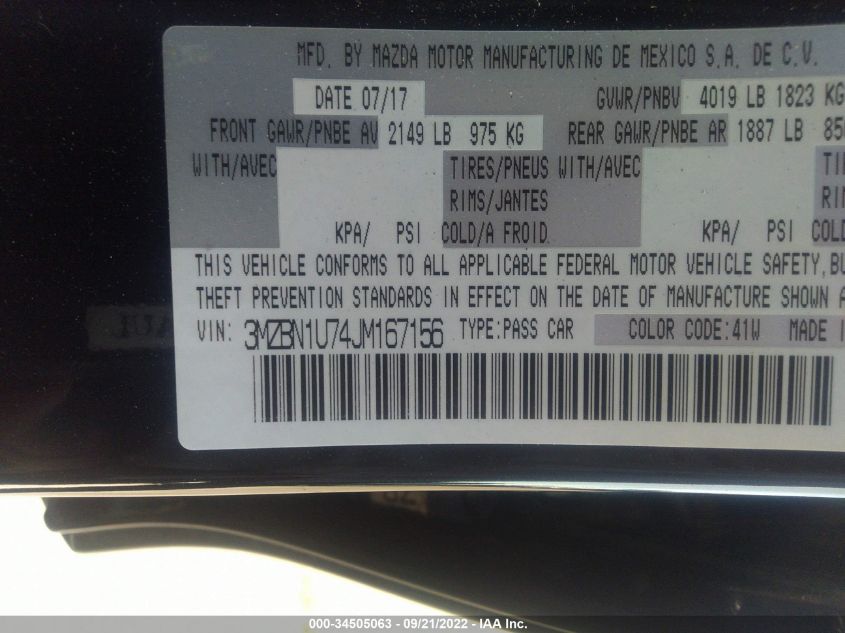 MFD. BY MAZDA MOTOR MANUFACTURING DE MEXICO S.A. DE C.V.
DATE 07/17 GVWR/PNBV 4019 LB 1823 KG
FRONT GAWR/PNBE AV 2149 LB 975 KG REAR GAWR/PNBE AR 1887 LB
WITH/AVEC TIRES/PNEUS WITH/AVEC
RIMS/JANTES
KPA/ PSI COLD/A FROID KPA/ PSI COLD
THIS VEHICLE CONFORMS TO ALL APPLICABLE FEDERAL MOTOR VEHICLE SAFETY, BU
THEFT PREVENTION STANDARDS IN EFFECT ON THE DATE OF MANUFACTURE SHOWN A
VIN: 3MZBN1U74JM167156 TYPE:PASS CAR COLOR CODE:41W MADE I
000-34505063 - 09/21/2022 - IAA Inc.